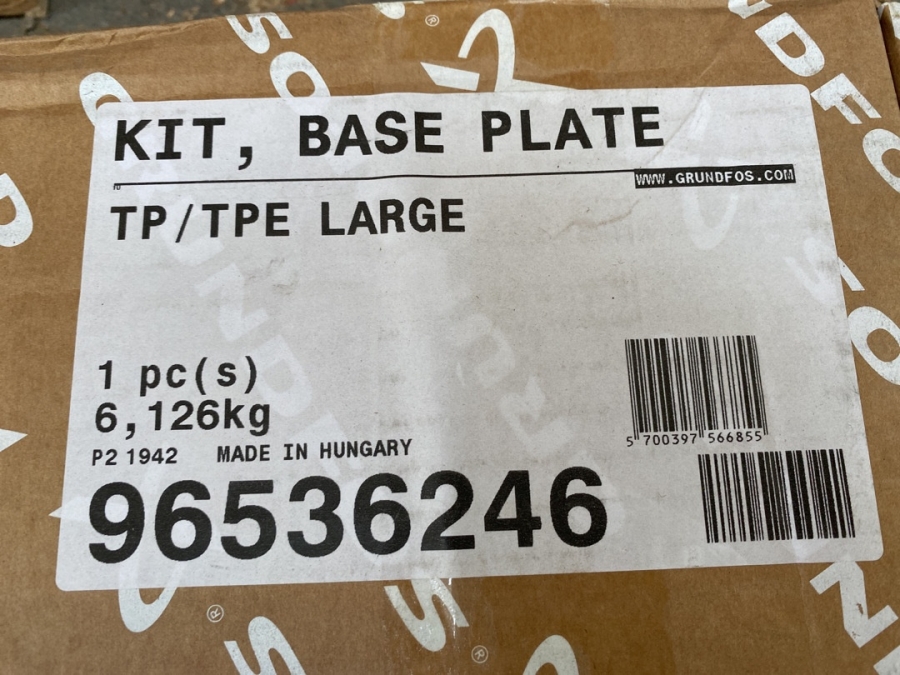 KIT, BASE PLATE
WWW.GRUNDFOS.COM
TP/TPE LARGE
1 pc(s)
6,126kg
P2 1942 MADE IN HUNGARY
5 700397 566855
96536246